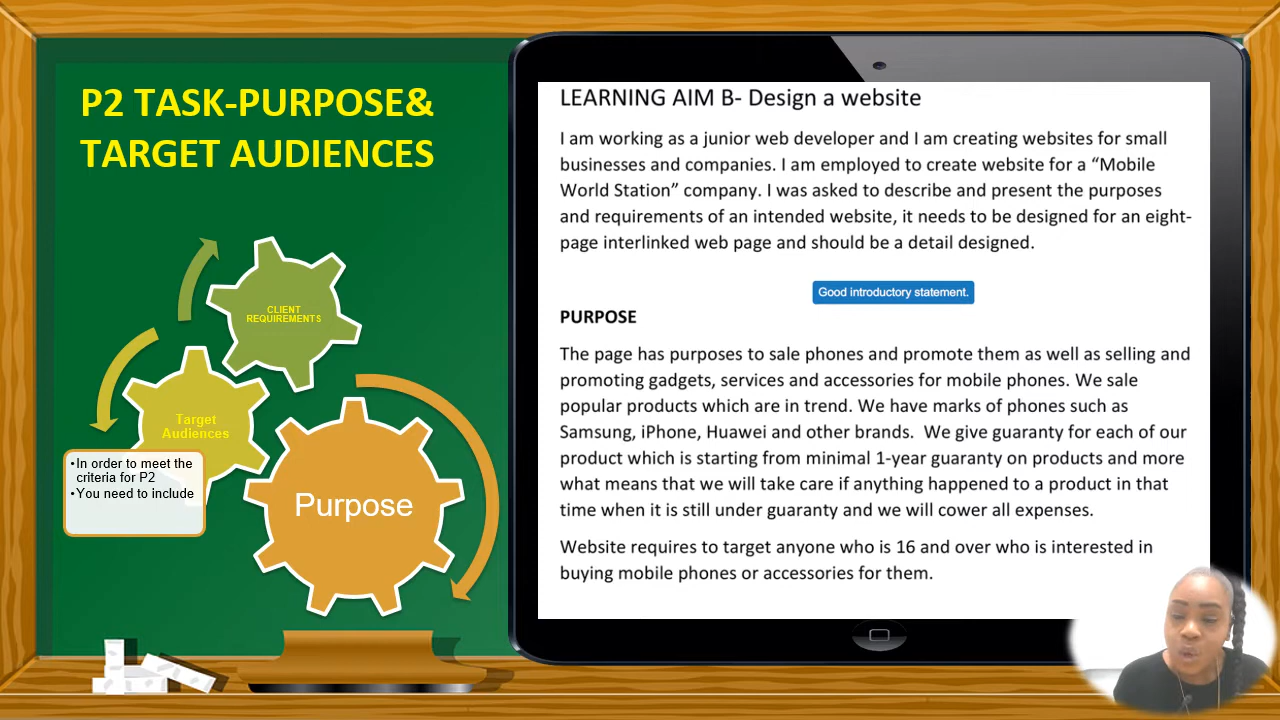 P2 TASK-PURPOSE&
TARGET AUDIENCES
CLIENT
REQUIREMENTS
Target
Audiences
•In order to meet the
criteria for P2
•You need to include
Purpose
LEARNING AIM B- Design a website
I am working as a junior web developer and I am creating websites for small
businesses and companies. I am employed to create website for a “Mobile
World Station” company. I was asked to describe and present the purposes
and requirements of an intended website, it needs to be designed for an eight-
page interlinked web page and should be a detail designed.
Good introductory statement.
PURPOSE
The page has purposes to sale phones and promote them as well as selling and
promoting gadgets, services and accessories for mobile phones. We sale
popular products which are in trend. We have marks of phones such as
Samsung, iPhone, Huawei and other brands.  We give guaranty for each of our
product which is starting from minimal 1-year guaranty on products and more
what means that we will take care if anything happened to a product in that
time when it is still under guaranty and we will cower all expenses.
Website requires to target anyone who is 16 and over who is interested in
buying mobile phones or accessories for them.